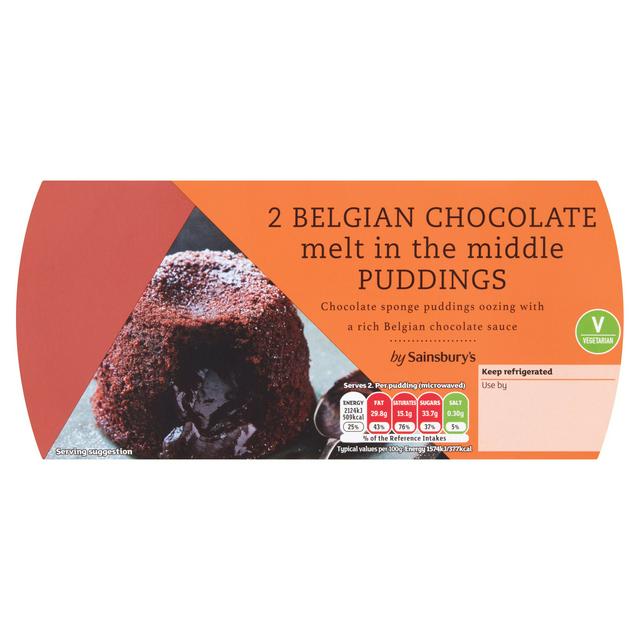 2 BELGIAN CHOCOLATE
melt in the middle
PUDDINGS
Chocolate sponge puddings oozing with
a rich Belgian chocolate sauce
by Sainsbury's
V
VEGETARIAN
Keep refrigerated
Use by
Serves 2. Per pudding (microwaved)
ENERGY FAT SATURATES SUGARS SALT
2124kJ 29.8g 15.1g 33.7g 0.30g
509kcal
25% 43% 76% 37% 5%
% of the Reference Intakes
Typical values per 100g: Energy 1574kJ/377kcal
Serving suggestion